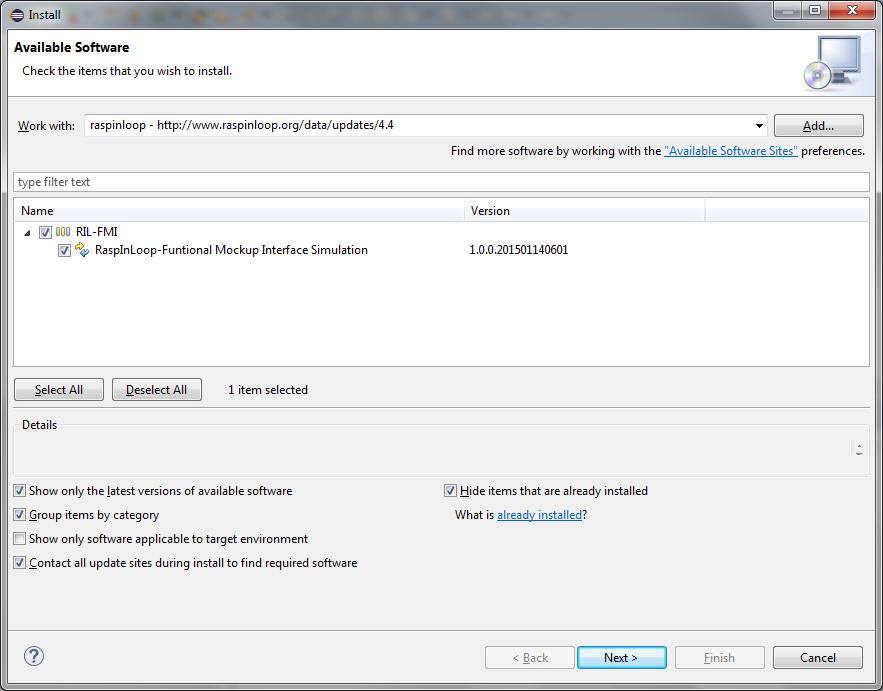 Install
Available Software
Check the items that you wish to install.
Work with: raspinloop - http://www.raspinloop.org/data/updates/4.4 Add...
Find more software by working with the "Available Software Sites" preferences.
type filter text
Name Version
RIL-FMI
RaspInLoop-Funtional Mockup Interface Simulation 1.0.0.201501140601
Select All Deselect All 1 item selected
Details
Show only the latest versions of available software Hide items that are already installed
Group items by category What is already installed?
Show only software applicable to target environment
Contact all update sites during install to find required software
? < Back Next > Finish Cancel